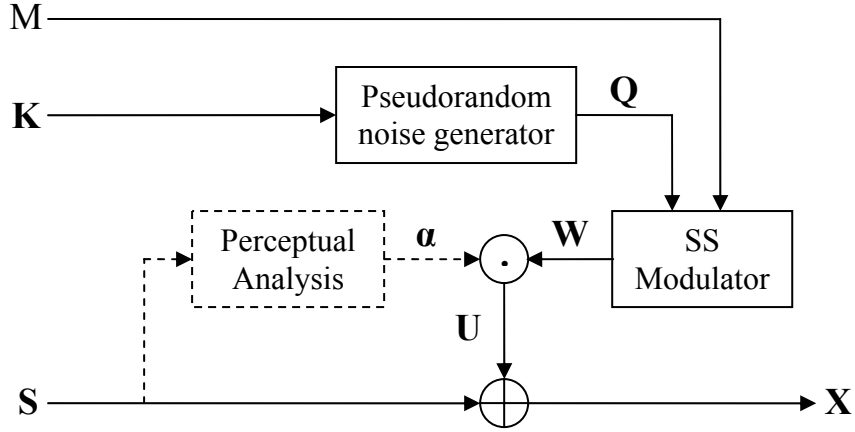 M
K
Pseudorandom
noise generator
Q
Perceptual
Analysis
α
.
W
SS
Modulator
U
S
X